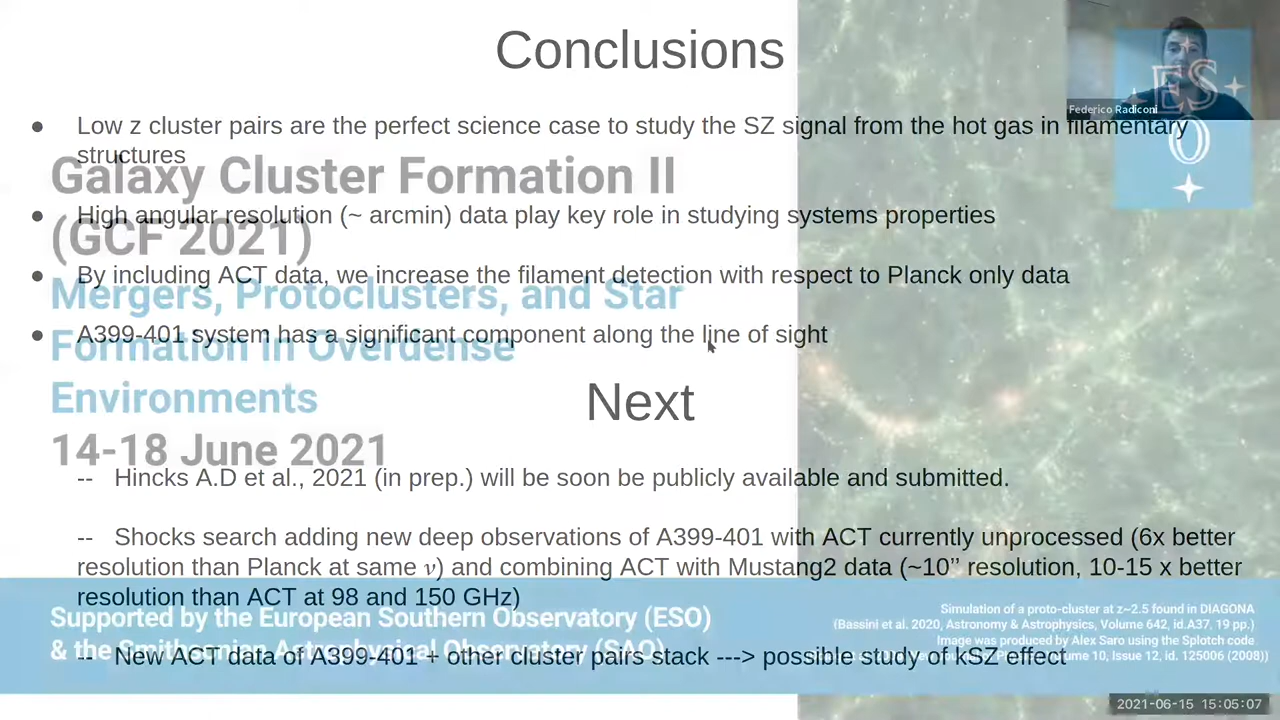 Conclusions
● Low z cluster pairs are the perfect science case to study the SZ signal from the hot gas in filamentary
structures
● High angular resolution (~ arcmin) data play key role in studying systems properties
● By including ACT data, we increase the filament detection with respect to Planck only data
● A399-401 system has a significant component along the line of sight
Next
-- Hincks A.D et al., 2021 (in prep.) will be soon be publicly available and submitted.
-- Shocks search adding new deep observations of A399-401 with ACT currently unprocessed (6x better
resolution than Planck at same ν) and combining ACT with Mustang2 data (~10’’ resolution, 10-15 x better
resolution than ACT at 98 and 150 GHz)
-- New ACT data of A399-401 + other cluster pairs stack ---> possible study of kSZ effect
Galaxy Cluster Formation II
(GCF 2021)
Mergers, Protoclusters, and Star
Formation in Overdense
Environments
14-18 June 2021
Supported by the European Southern Observatory (ESO)
& the Smithsonian Astrophysical Observatory (SAO)
Simulation of a proto-cluster at z~2.5 found in DIAGONA
(Bassini et al. 2020, Astronomy & Astrophysics, Volume 642, id.A37, 19 pp.)
Image was produced by Alex Saro using the Splotch code
Volume 10, Issue 12, id. 125006 (2008))
Federico Radiconi
ES
O
2021-06-15 15:05:07